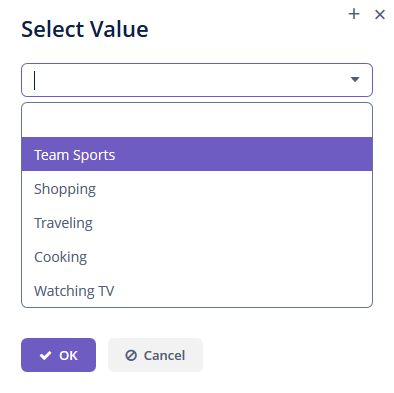 Select Value
Team Sports
Shopping
Traveling
Cooking
Watching TV
OK
Cancel